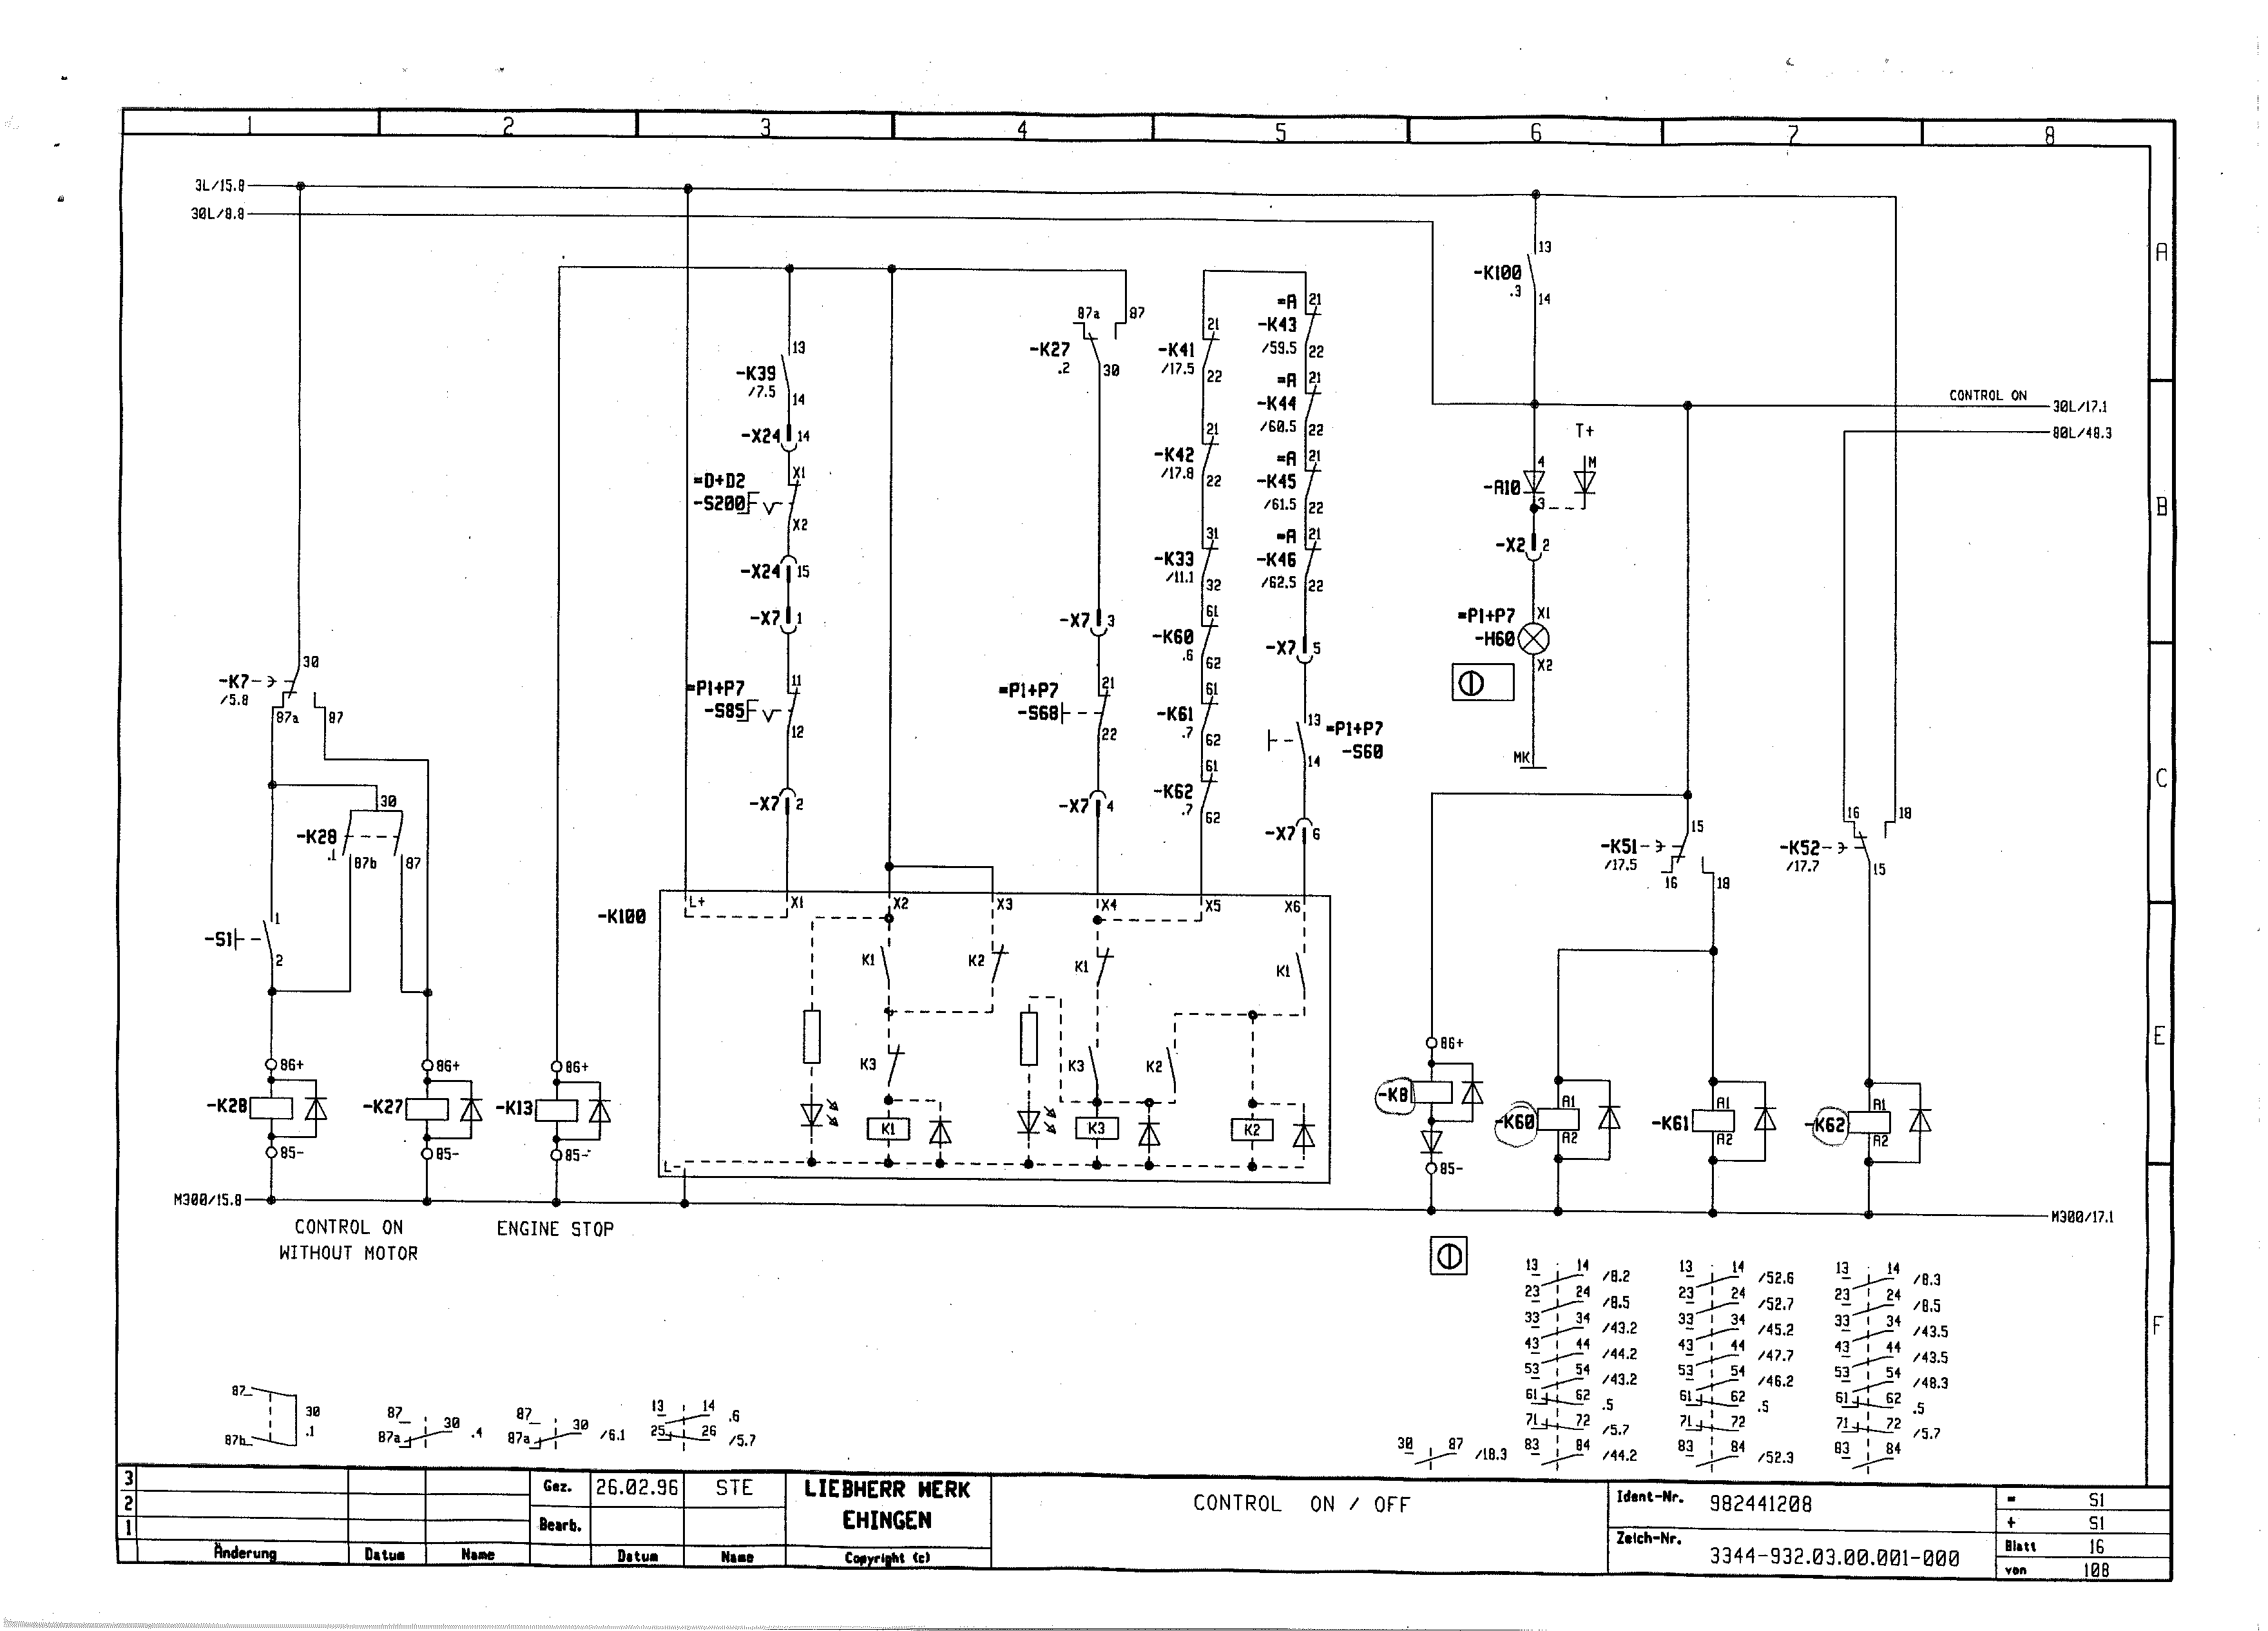 1 2 3 4 5 6 7 8
A
B
C
E
F
3L/15.8
30L/8.8
13
-K100
.3
14
CONTROL ON
30L/17.1
80L/48.3
87a 87
-K27
.2
30
13
-K39
/7.5
14
-X24 14
=D+D2
-S200
X1
X2
-X24 15
-X7 1
=P1+P7
-S85
11
12
-X7 2
-X7 3
=P1+P7
-S68
21
22
-X7 4
21
-K41
/17.5
22
21
-K42
/17.8
22
31
-K33
/11.1
32
61
-K60
.6
62
61
-K61
.7
62
61
-K62
.7
62
=A 21
-K43
/59.5 22
=A 21
-K44
/60.5 22
=A 21
-K45
/61.5 22
=A 21
-K46
/62.5 22
-X7 5
13
=P1+P7
-S60
14
-X7 6
T+
4 M
-A10
3
-X2 2
=P1+P7
-H60
X1
X2
MK
30
-K7
/5.8
87a 87
30
-K28
.1
87b 87
-S1
1
2
16 18
-K52
/17.7
15
15
-K51
/17.5
16 18
-K100
L+ X1 X2 X3 X4 X5 X6
K1 K2 K1 K1
K3 K3 K2
K1 K3 K2
L-
86+
-K28
85-
86+
-K27
85-
86+
-K13
85-
86+
-K8
85-
-K60
A1
A2
-K61
A1
A2
-K62
A1
A2
M300/15.8
M300/17.1
CONTROL ON
WITHOUT MOTOR
ENGINE STOP
13 14 /8.2
23 24 /8.5
33 34 /43.2
43 44 /44.2
53 54 /43.2
61 62 .5
71 72 /5.7
83 84 /44.2
13 14 /52.6
23 24 /52.7
33 34 /45.2
43 44 /47.7
53 54 /46.2
61 62 .5
71 72
83 84 /52.3
13 14 /8.3
23 24 /8.5
33 34 /43.5
43 44 /43.5
53 54 /48.3
61 62 .5
71 72 /5.7
83 84
87
30
.1
87b
87
87a 30 .4
87
87a 30 /6.1
13 14 .6
25 26 /5.7
30 87 /18.3
3
2
1
Änderung Datum Name
Gez. 26.02.96 STE
Bearb.
Datum Name
LIEBHERR WERK
EHINGEN
Copyright (c)
CONTROL ON / OFF
Ident-Nr. 982441208
Zeich-Nr. 3344-932.03.00.001-000
= S1
+ S1
Blatt 16
von 108